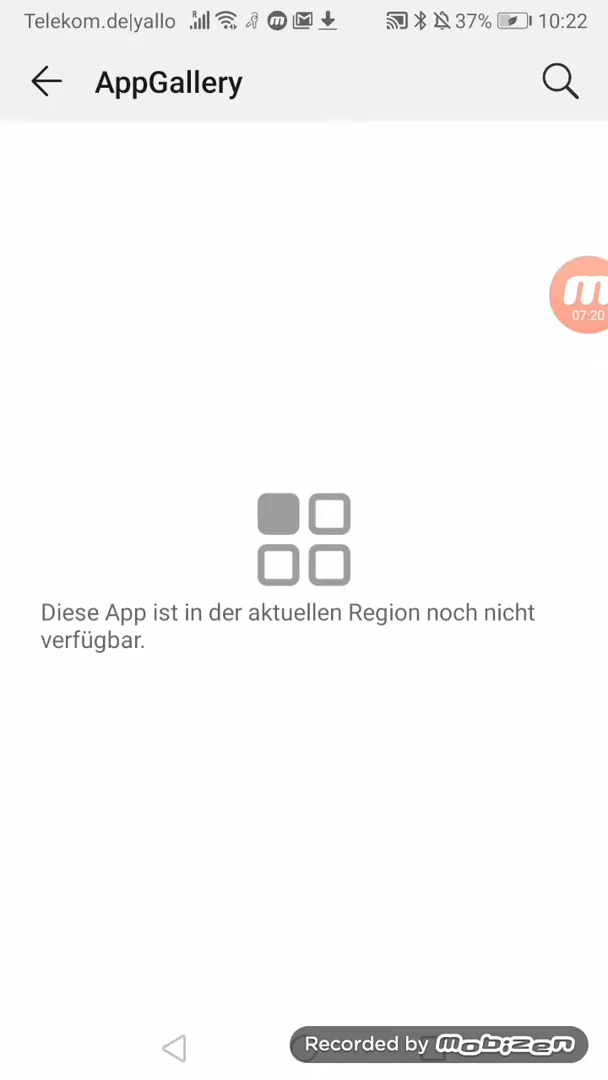 Telekom.de|yallo 37% 10:22
AppGallery
07:20
Diese App ist in der aktuellen Region noch nicht
verfügbar.
Recorded by mobizen